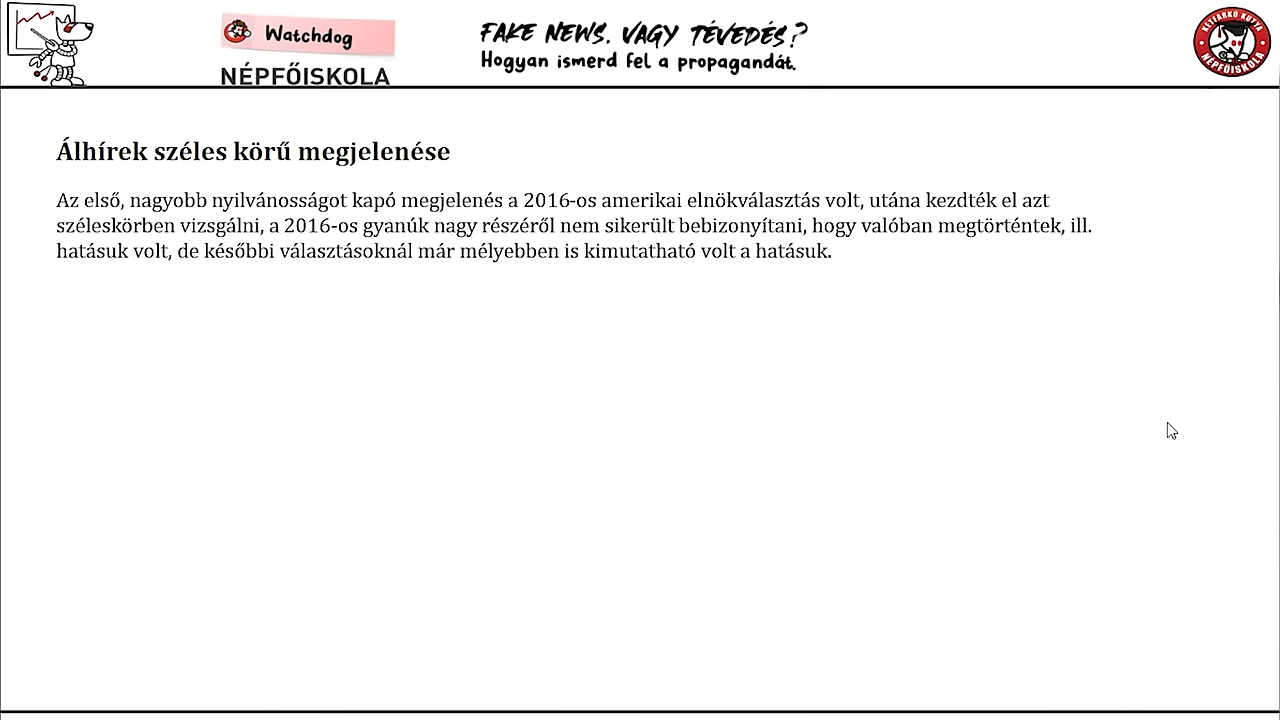 Watchdog
NÉPFŐISKOLA
FAKE NEWS, VAGY TÉVEDÉS?
Hogyan ismerd fel a propagandát.
KÉTFARKÚ KUTYA
NÉPFŐISKOLA
Álhírek széles körű megjelenése
Az első, nagyobb nyilvánosságot kapó megjelenés a 2016-os amerikai elnökválasztás volt, utána kezdték el azt
széleskörben vizsgálni, a 2016-os gyanúk nagy részéről nem sikerült bebizonyítani, hogy valóban megtörténtek, ill.
hatásuk volt, de későbbi választásoknál már mélyebben is kimutatható volt a hatásuk.